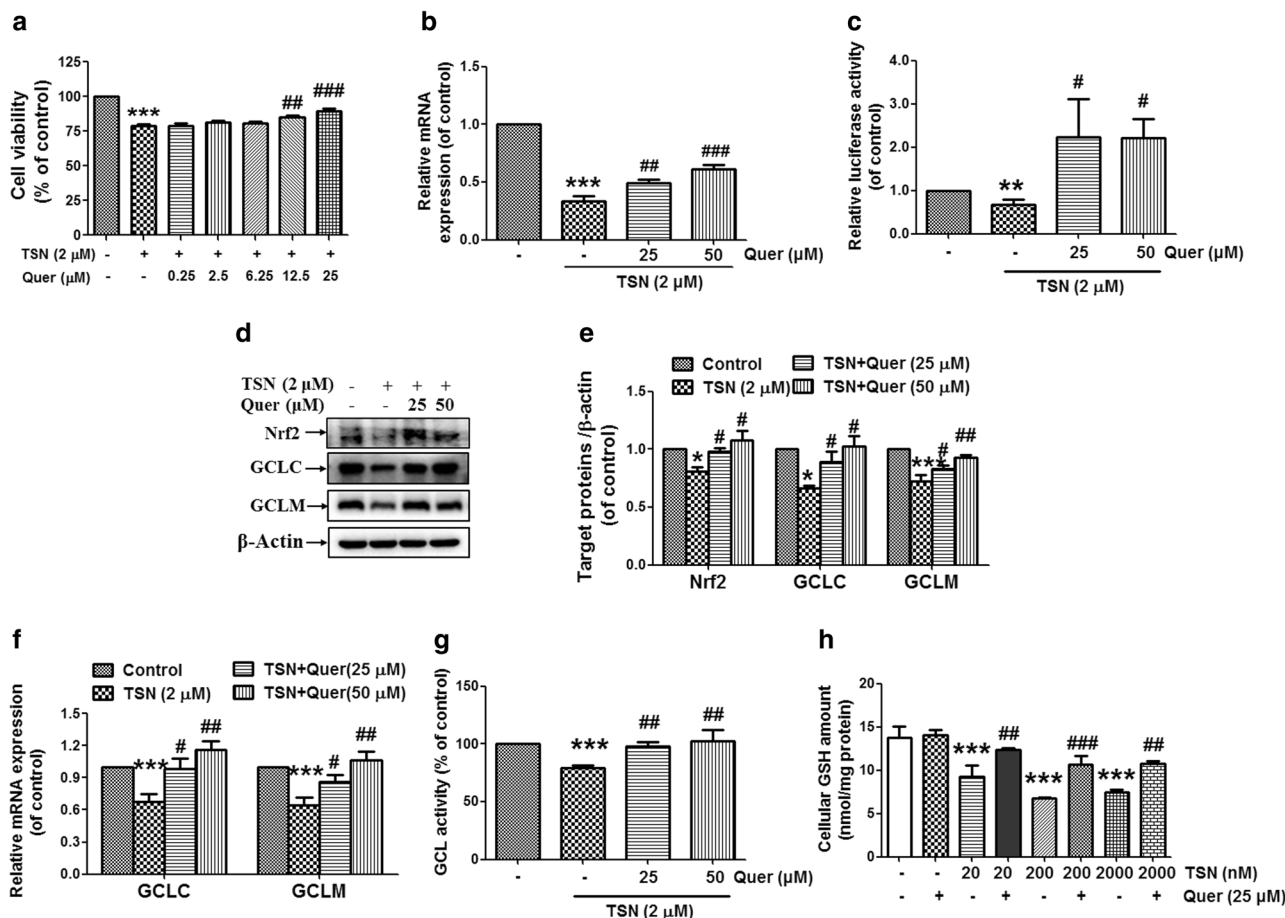 a
Cell viability
(% of control)
125
100
75
50
25
0
***
##
###
TSN (2 μM) - + + + + + +
Quer (μM) - - 0.25 2.5 6.25 12.5 25
b
Relative mRNA
expression (of control)
1.5
1.0
0.5
0.0
***
##
###
- - 25 50 Quer (μM)
TSN (2 μM)
c
Relative luciferase activity
(of control)
4.0
3.0
2.0
1.0
0.0
**
#
#
- - 25 50 Quer (μM)
TSN (2 μM)
d
TSN (2 μM) - + + +
Quer (μM) - - 25 50
Nrf2
GCLC
GCLM
β-Actin
e
Control
TSN (2 μM)
TSN+Quer (25 μM)
TSN+Quer (50 μM)
Target proteins /β-actin
(of control)
1.5
1.0
0.5
0.0
* # #
* # #
*** # ##
Nrf2 GCLC GCLM
f
Control
TSN (2 μM)
TSN+Quer(25 μM)
TSN+Quer(50 μM)
Relative mRNA expression
(of control)
1.5
1.2
0.9
0.6
0.3
0.0
*** # ##
*** # ##
GCLC GCLM
g
GCL activity (% of control)
150
100
50
0
***
##
##
- - 25 50 Quer (μM)
TSN (2 μM)
h
Cellular GSH amount
(nmol/mg protein)
20
15
10
5
0
*** ## *** ### *** ##
- - 20 20 200 200 2000 2000 TSN (nM)
- + - + - + - + Quer (25 μM)